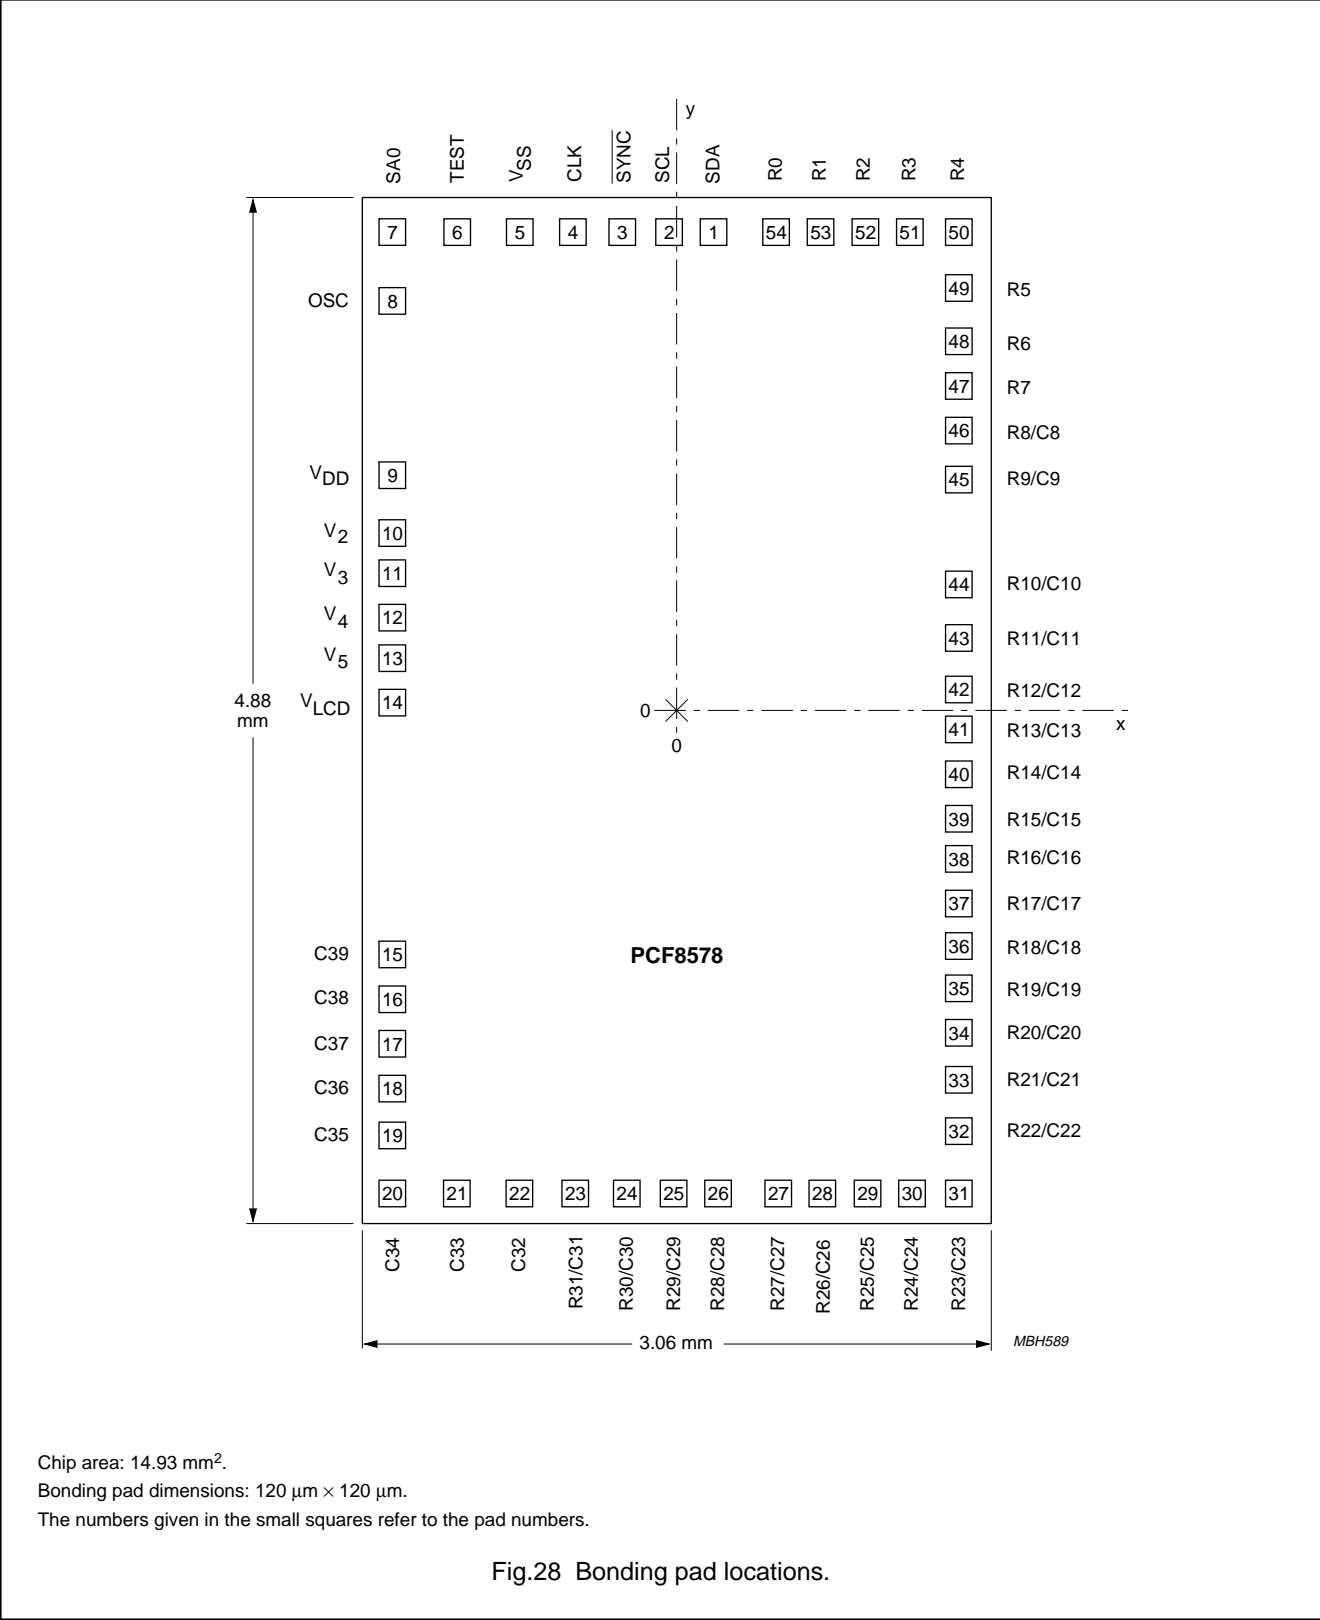 y
SA0 TEST VSS CLK SYNC SCL SDA R0 R1 R2 R3 R4
7 6 5 4 3 2 1 54 53 52 51 50
49 R5
OSC 8
48 R6
47 R7
46 R8/C8
VDD 9 45 R9/C9
V2 10
V3 11
44 R10/C10
V4 12
43 R11/C11
V5 13
42 R12/C12
4.88
mm
VLCD 14
0
x
41 R13/C13
0
40 R14/C14
39 R15/C15
38 R16/C16
37 R17/C17
36 R18/C18
C39 15 PCF8578
35 R19/C19
C38 16
34 R20/C20
C37 17
33 R21/C21
C36 18
32 R22/C22
C35 19
20 21 22 23 24 25 26 27 28 29 30 31
C34 C33 C32 R31/C31 R30/C30 R29/C29 R28/C28 R27/C27 R26/C26 R25/C25 R24/C24 R23/C23
3.06 mm MBH589
Chip area: 14.93 mm2.
Bonding pad dimensions: 120 μm × 120 μm.
The numbers given in the small squares refer to the pad numbers.
Fig.28 Bonding pad locations.